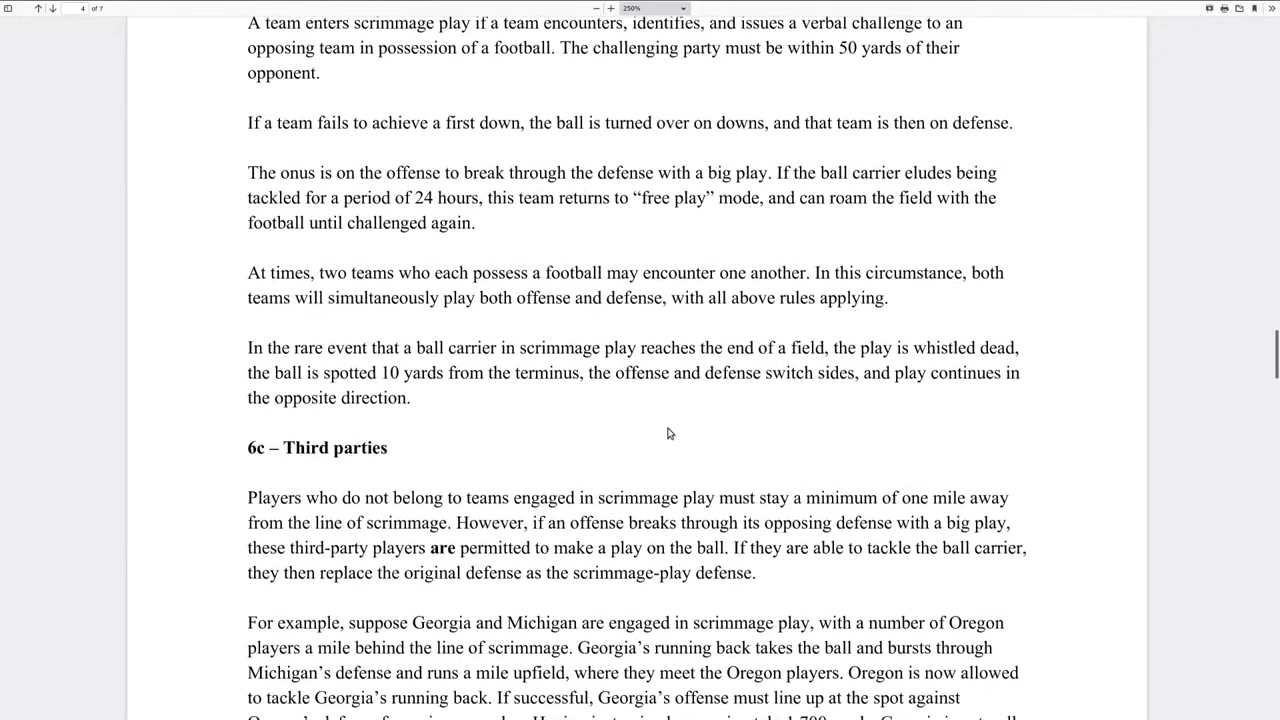 4 of 7
250%
A team enters scrimmage play if a team encounters, identifies, and issues a verbal challenge to an
opposing team in possession of a football. The challenging party must be within 50 yards of their
opponent.
If a team fails to achieve a first down, the ball is turned over on downs, and that team is then on defense.
The onus is on the offense to break through the defense with a big play. If the ball carrier eludes being
tackled for a period of 24 hours, this team returns to “free play” mode, and can roam the field with the
football until challenged again.
At times, two teams who each possess a football may encounter one another. In this circumstance, both
teams will simultaneously play both offense and defense, with all above rules applying.
In the rare event that a ball carrier in scrimmage play reaches the end of a field, the play is whistled dead,
the ball is spotted 10 yards from the terminus, the offense and defense switch sides, and play continues in
the opposite direction.
6c – Third parties
Players who do not belong to teams engaged in scrimmage play must stay a minimum of one mile away
from the line of scrimmage. However, if an offense breaks through its opposing defense with a big play,
these third-party players are permitted to make a play on the ball. If they are able to tackle the ball carrier,
they then replace the original defense as the scrimmage-play defense.
For example, suppose Georgia and Michigan are engaged in scrimmage play, with a number of Oregon
players a mile behind the line of scrimmage. Georgia’s running back takes the ball and bursts through
Michigan’s defense and runs a mile upfield, where they meet the Oregon players. Oregon is now allowed
to tackle Georgia’s running back. If successful, Georgia’s offense must line up at the spot against